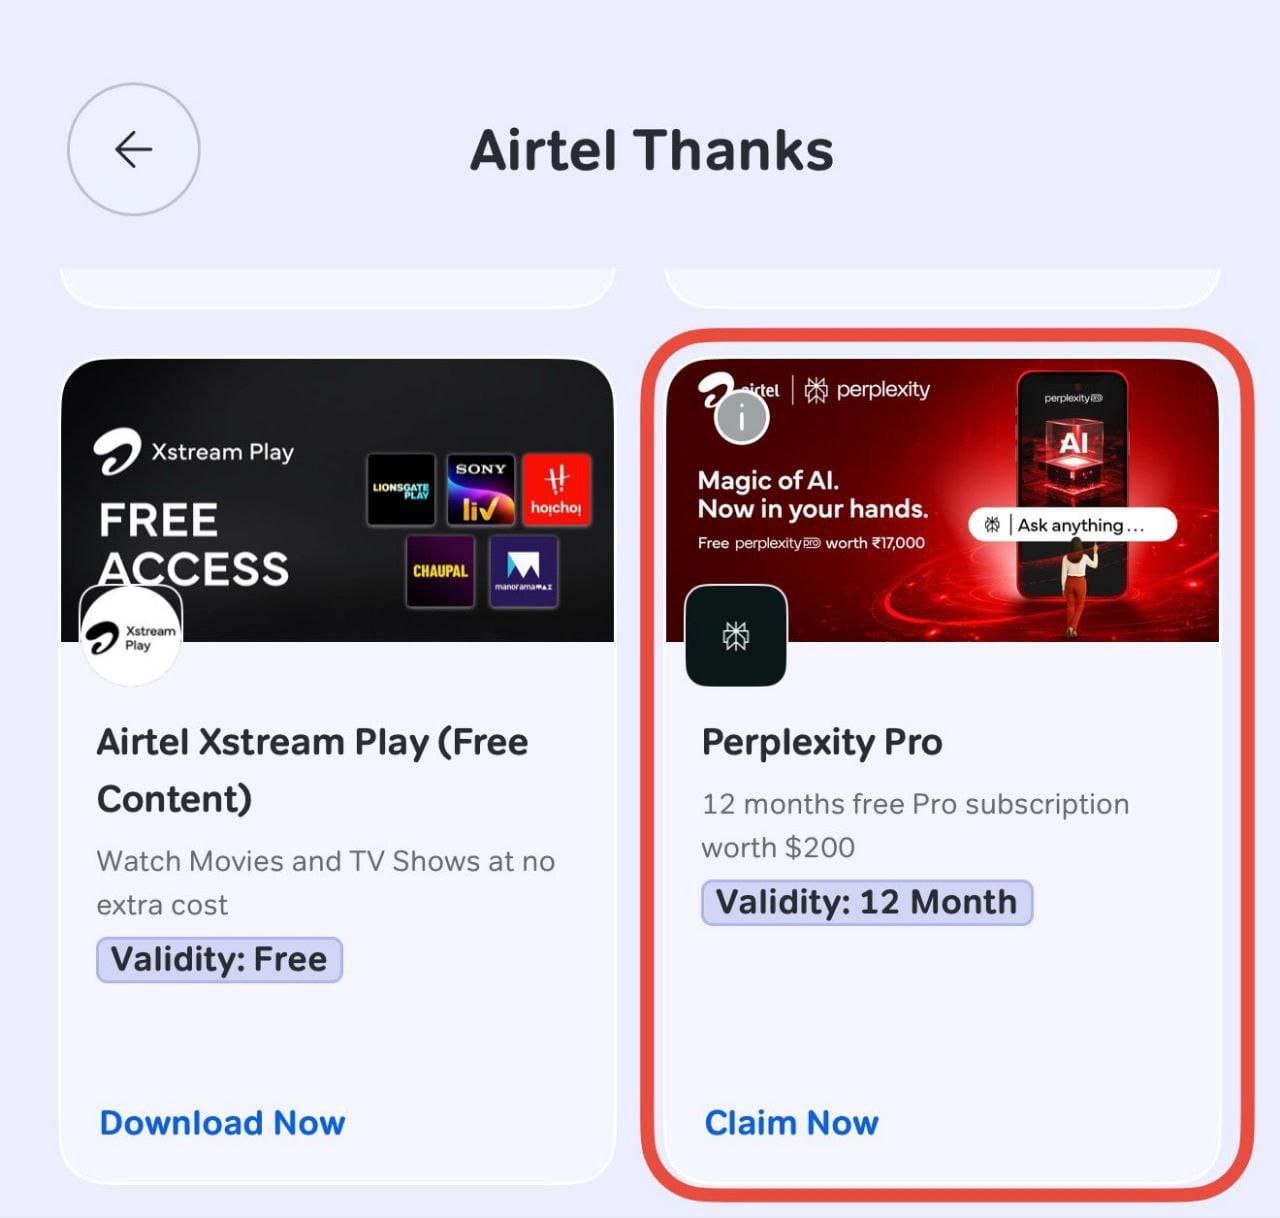 Airtel Thanks
Xstream Play
FREE
ACCESS
LIONSGATE
PLAY
SONY
liv
hoichoi
CHAUPAL
manoramaMAX
Xstream
Play
Airtel Xstream Play (Free
Content)
Watch Movies and TV Shows at no
extra cost
Validity: Free
Download Now
airtel | perplexity
i
Magic of AI.
Now in your hands.
Free perplexity pro worth ₹17,000
perplexity pro
AI
Ask anything...
Perplexity Pro
12 months free Pro subscription
worth $200
Validity: 12 Month
Claim Now